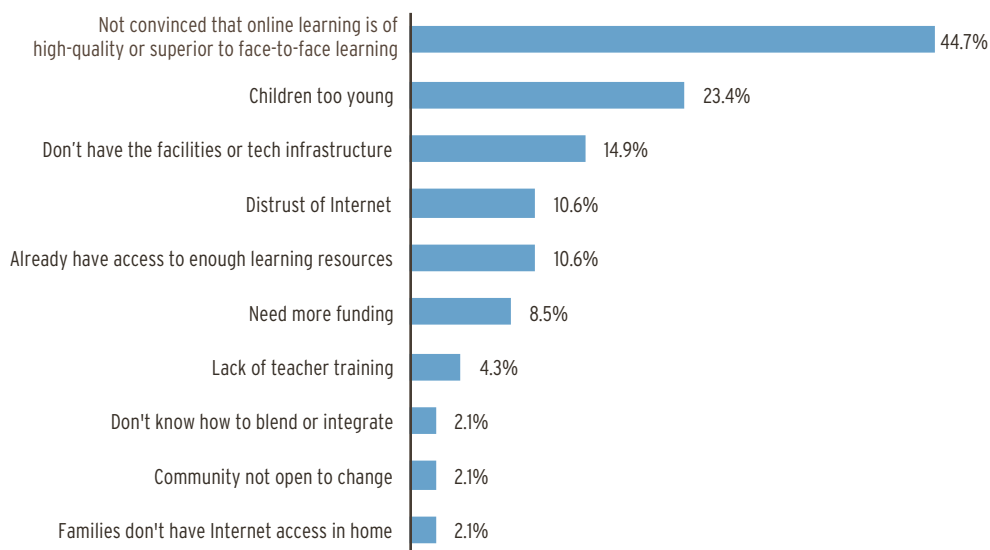 Not convinced that online learning is of
high-quality or superior to face-to-face learning
44.7%
Children too young
23.4%
Don’t have the facilities or tech infrastructure
14.9%
Distrust of Internet
10.6%
Already have access to enough learning resources
10.6%
Need more funding
8.5%
Lack of teacher training
4.3%
Don't know how to blend or integrate
2.1%
Community not open to change
2.1%
Families don't have Internet access in home
2.1%